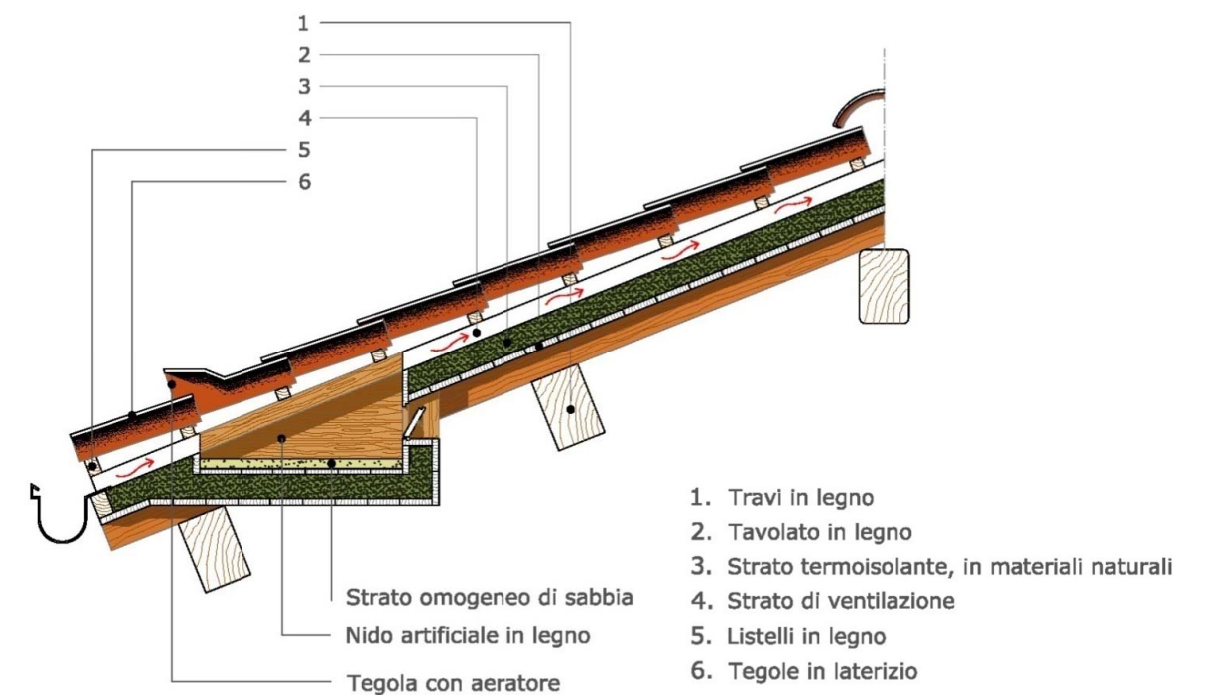 1
2
3
4
5
6
Strato omogeneo di sabbia
Nido artificiale in legno
Tegola con aeratore
1. Travi in legno
2. Tavolato in legno
3. Strato termoisolante, in materiali naturali
4. Strato di ventilazione
5. Listelli in legno
6. Tegole in laterizio